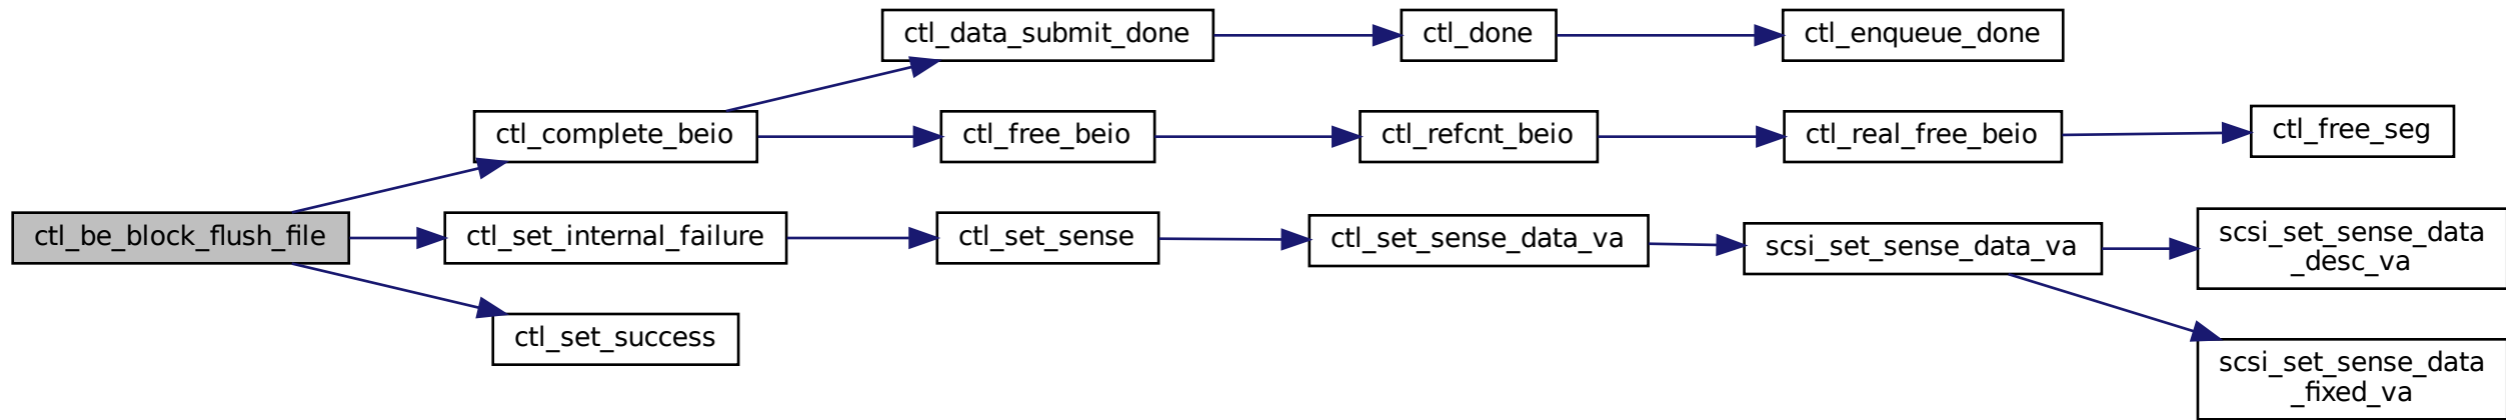 ctl_be_block_flush_file
ctl_complete_beio
ctl_data_submit_done
ctl_done
ctl_enqueue_done
ctl_free_beio
ctl_refcnt_beio
ctl_real_free_beio
ctl_free_seg
ctl_set_internal_failure
ctl_set_sense
ctl_set_sense_data_va
scsi_set_sense_data_va
scsi_set_sense_data
_desc_va
scsi_set_sense_data
_fixed_va
ctl_set_success